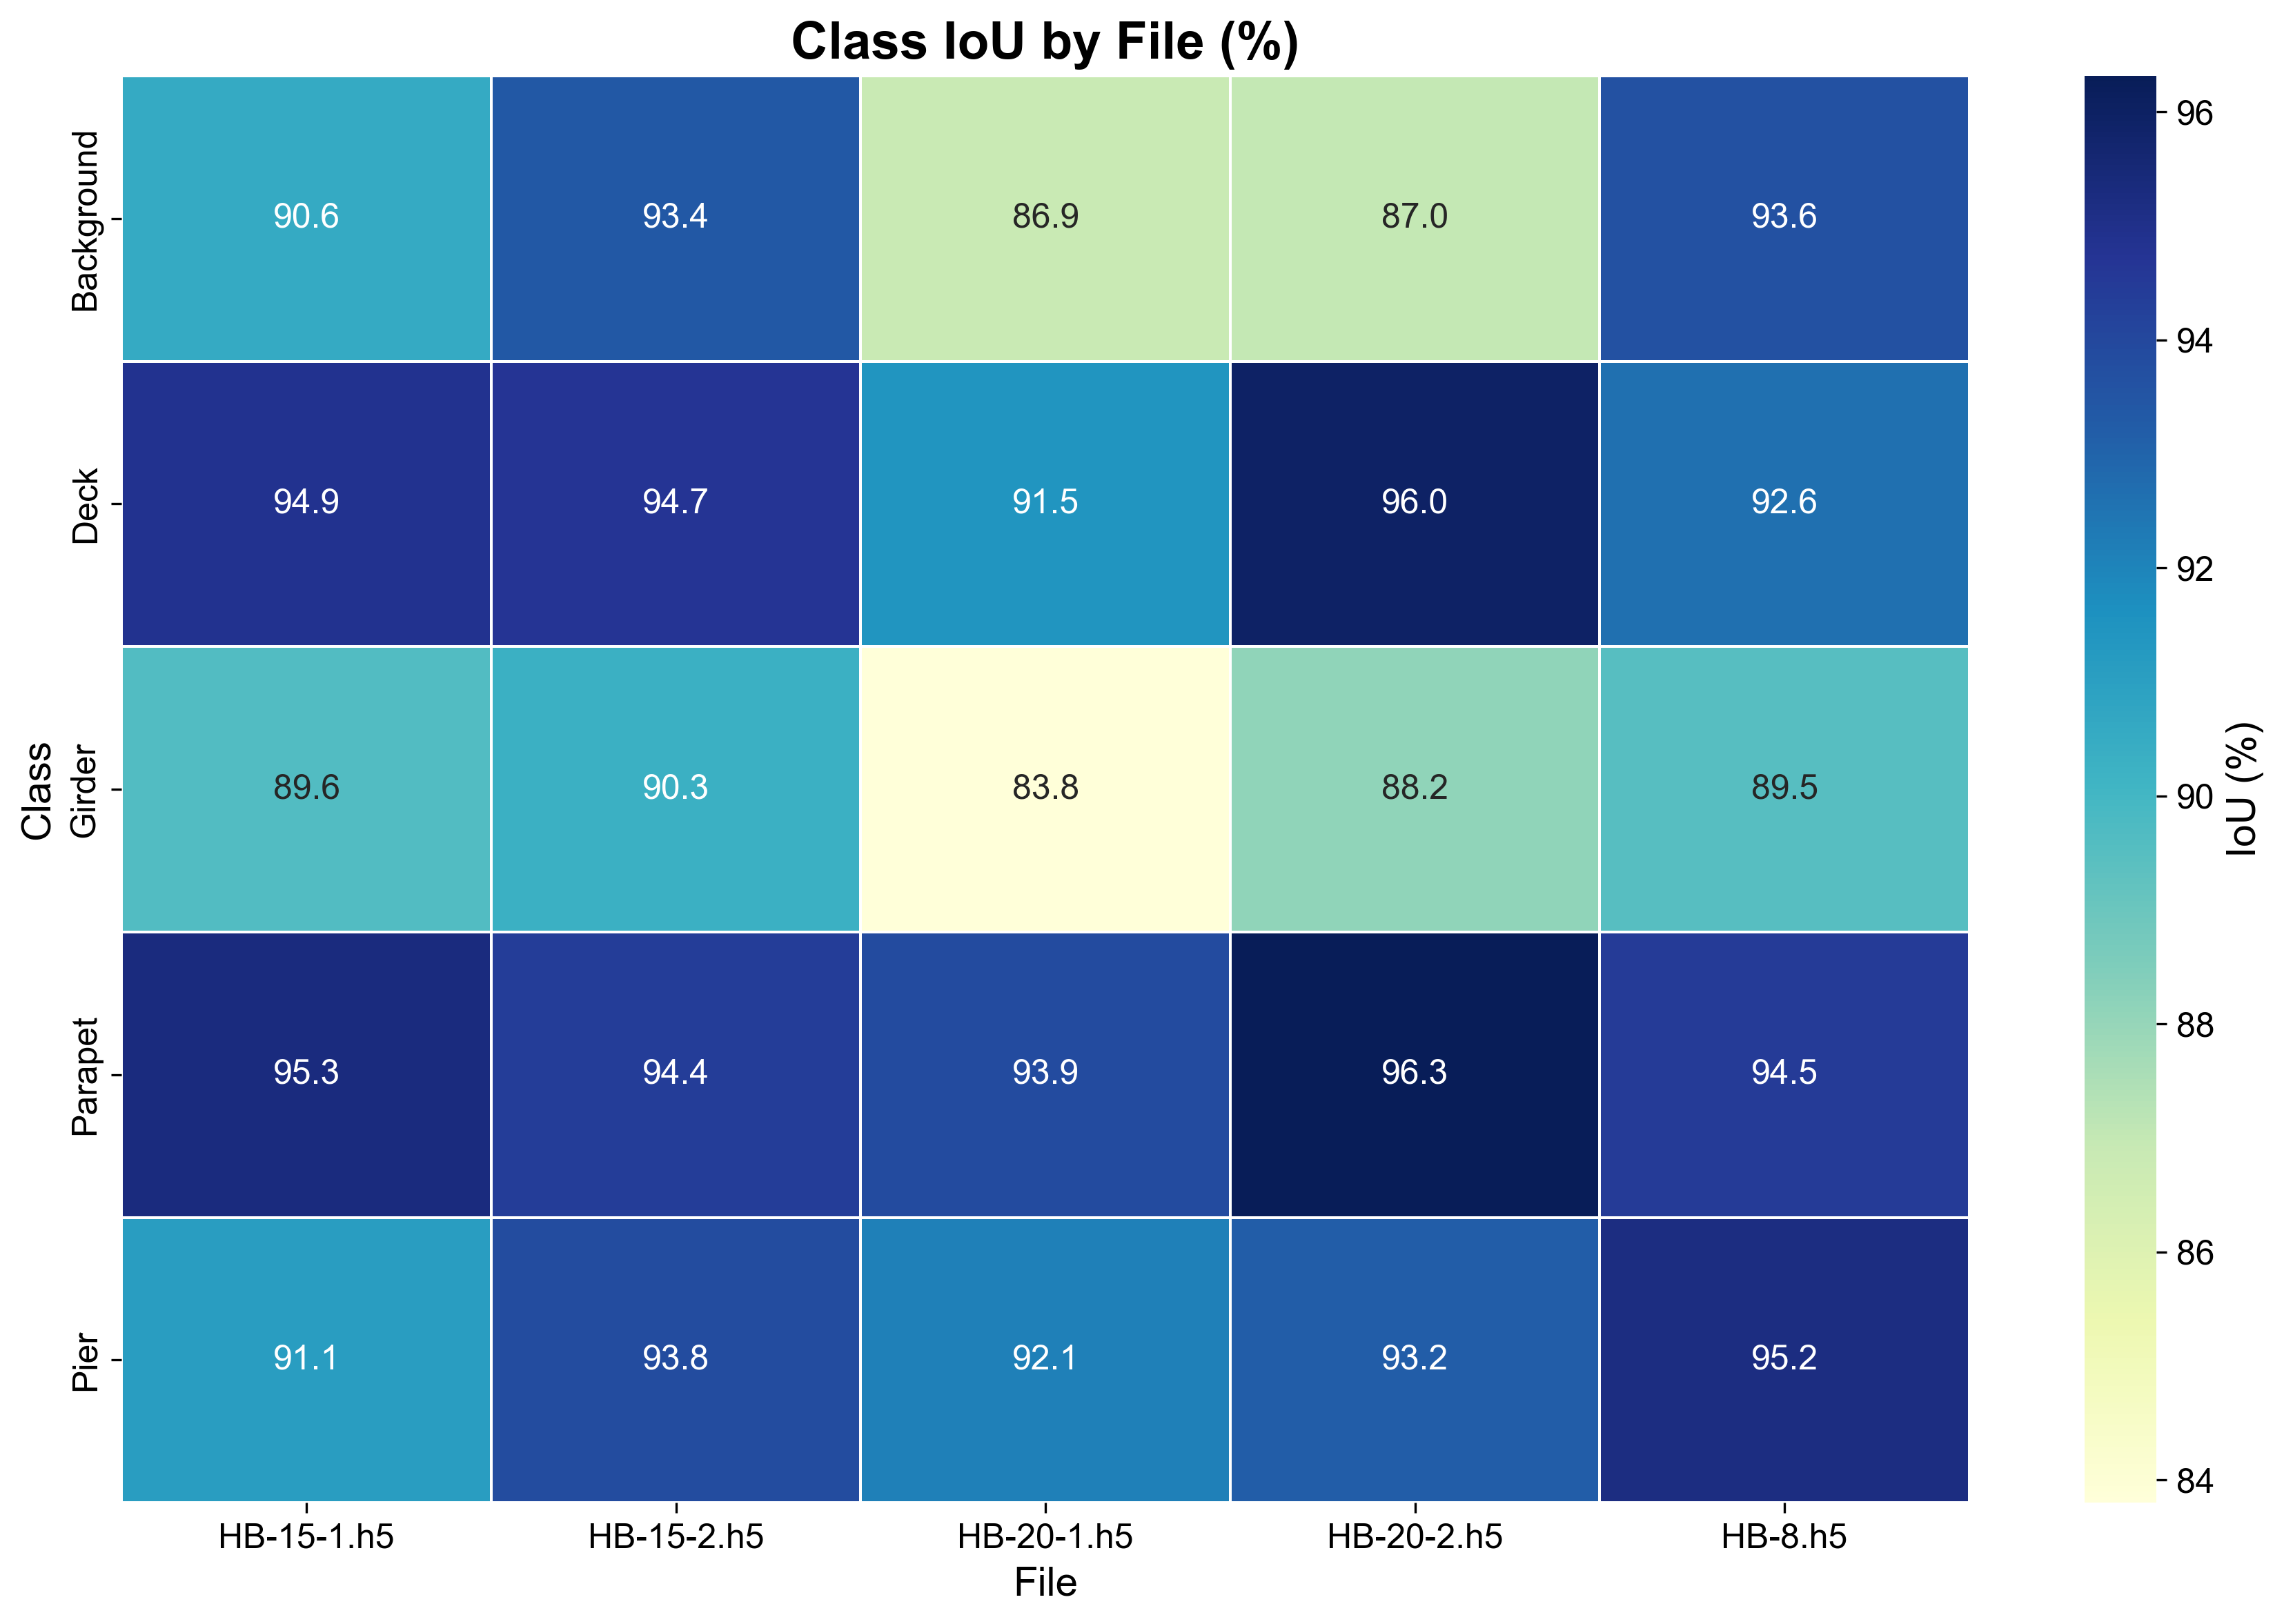 Class IoU by File (%)
Class
Background
90.6 93.4 86.9 87.0 93.6
Deck
94.9 94.7 91.5 96.0 92.6
Girder
89.6 90.3 83.8 88.2 89.5
Parapet
95.3 94.4 93.9 96.3 94.5
Pier
91.1 93.8 92.1 93.2 95.2
HB-15-1.h5 HB-15-2.h5 HB-20-1.h5 HB-20-2.h5 HB-8.h5
File
96
94
92
90
88
86
84
IoU (%)